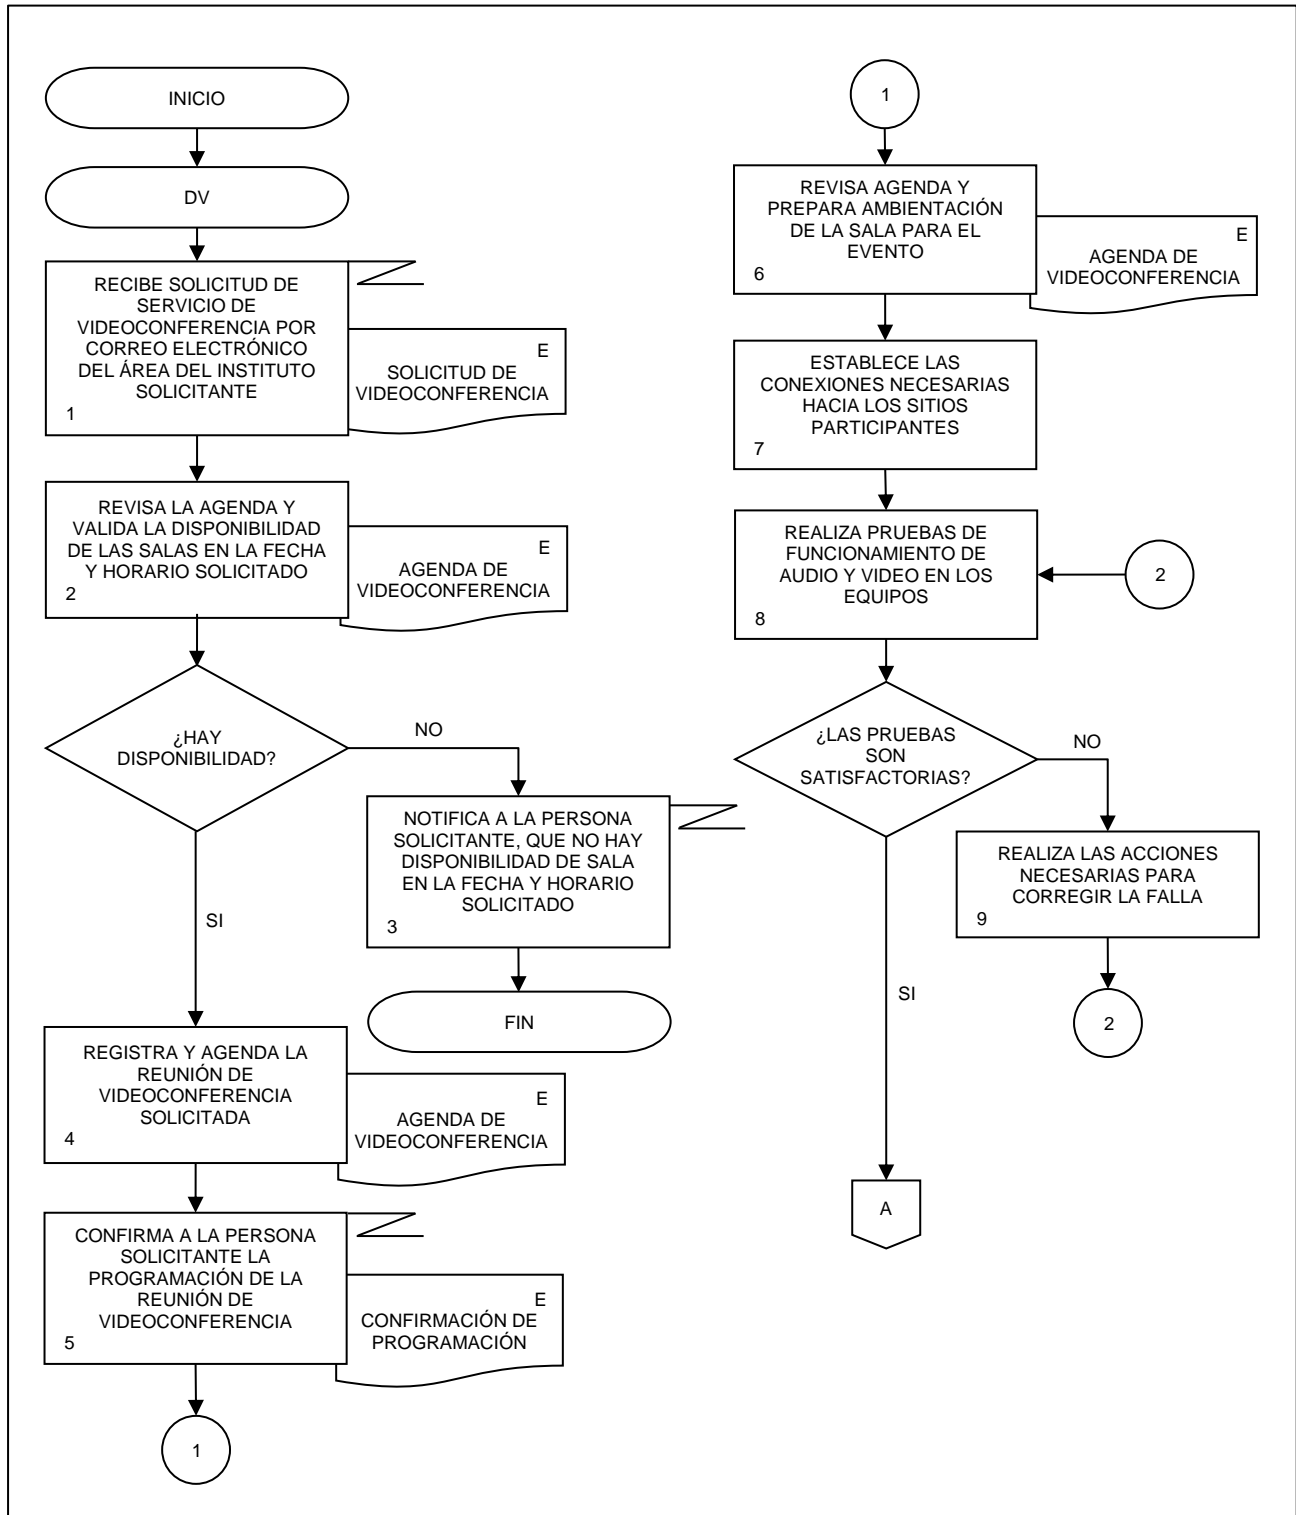 INICIO
DV
RECIBE SOLICITUD DE
SERVICIO DE
VIDEOCONFERENCIA POR
CORREO ELECTRÓNICO
DEL ÁREA DEL INSTITUTO
SOLICITANTE
1
E
SOLICITUD DE
VIDEOCONFERENCIA
REVISA LA AGENDA Y
VALIDA LA DISPONIBILIDAD
DE LAS SALAS EN LA FECHA
Y HORARIO SOLICITADO
2
E
AGENDA DE
VIDEOCONFERENCIA
¿HAY
DISPONIBILIDAD?
NO
NOTIFICA A LA PERSONA
SOLICITANTE, QUE NO HAY
DISPONIBILIDAD DE SALA
EN LA FECHA Y HORARIO
SOLICITADO
3
FIN
SI
REGISTRA Y AGENDA LA
REUNIÓN DE
VIDEOCONFERENCIA
SOLICITADA
4
E
AGENDA DE
VIDEOCONFERENCIA
CONFIRMA A LA PERSONA
SOLICITANTE LA
PROGRAMACIÓN DE LA
REUNIÓN DE
VIDEOCONFERENCIA
5
E
CONFIRMACIÓN DE
PROGRAMACIÓN
1
1
REVISA AGENDA Y
PREPARA AMBIENTACIÓN
DE LA SALA PARA EL
EVENTO
6
E
AGENDA DE
VIDEOCONFERENCIA
ESTABLECE LAS
CONEXIONES NECESARIAS
HACIA LOS SITIOS
PARTICIPANTES
7
REALIZA PRUEBAS DE
FUNCIONAMIENTO DE
AUDIO Y VIDEO EN LOS
EQUIPOS
8
2
¿LAS PRUEBAS
SON
SATISFACTORIAS?
NO
REALIZA LAS ACCIONES
NECESARIAS PARA
CORREGIR LA FALLA
9
2
SI
A